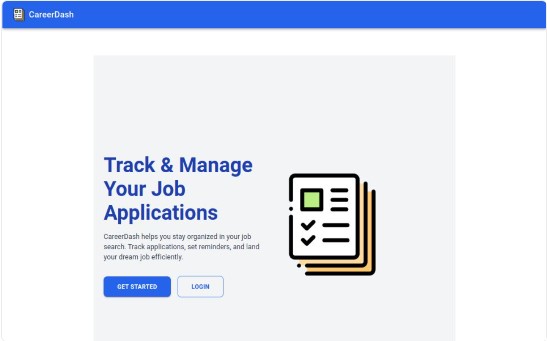 CareerDash
Track & Manage
Your Job
Applications
CareerDash helps you stay organized in your job
search. Track applications, set reminders, and land
your dream job efficiently.
GET STARTED
LOGIN